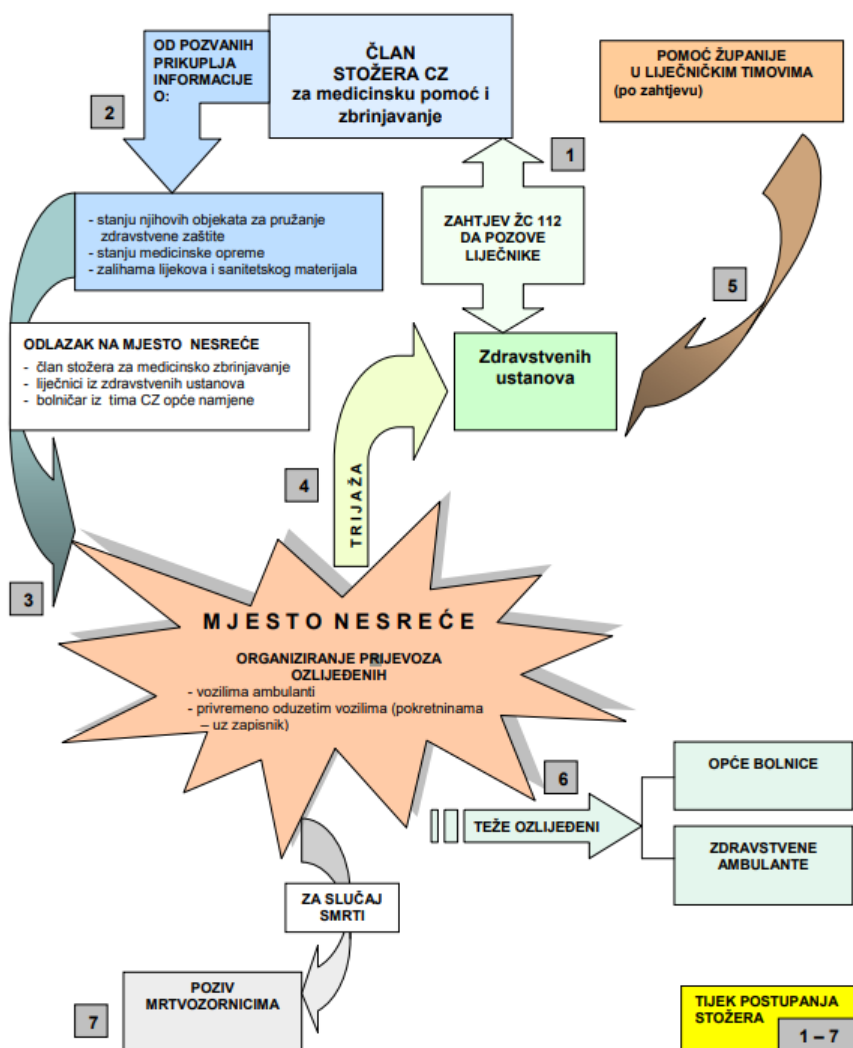 OD POZVANIH
PRIKUPLJA
INFORMACIJE
O:
ČLAN
STOŽERA CZ
za medicinsku pomoć i
zbrinjavanje
POMOĆ ŽUPANIJE
U LIJEČNIČKIM TIMOVIMA
(po zahtjevu)
2
1
- stanju njihovih objekata za pružanje
zdravstvene zaštite
- stanju medicinske opreme
- zalihama lijekova i sanitetskog materijala
ZAHTJEV ŽC 112
DA POZOVE
LIJEČNIKE
5
ODLAZAK NA MJESTO NESREĆE
- član stožera za medicinsko zbrinjavanje
- liječnici iz zdravstvenih ustanova
- bolničar iz tima CZ opće namjene
Zdravstvenih
ustanova
4
TRIJAŽA
3
MJESTO NESREĆE
ORGANIZIRANJE PRIJEVOZA
OZLIJEĐENIH
- vozilima ambulanti
- privremeno oduzetim vozilima (pokretninama
– uz zapisnik)
6
TEŽE OZLIJEĐENI
OPĆE BOLNICE
ZDRAVSTVENE
AMBULANTE
ZA SLUČAJ
SMRTI
7
POZIV
MRTVOZORNICIMA
TIJEK POSTUPANJA
STOŽERA
1 – 7